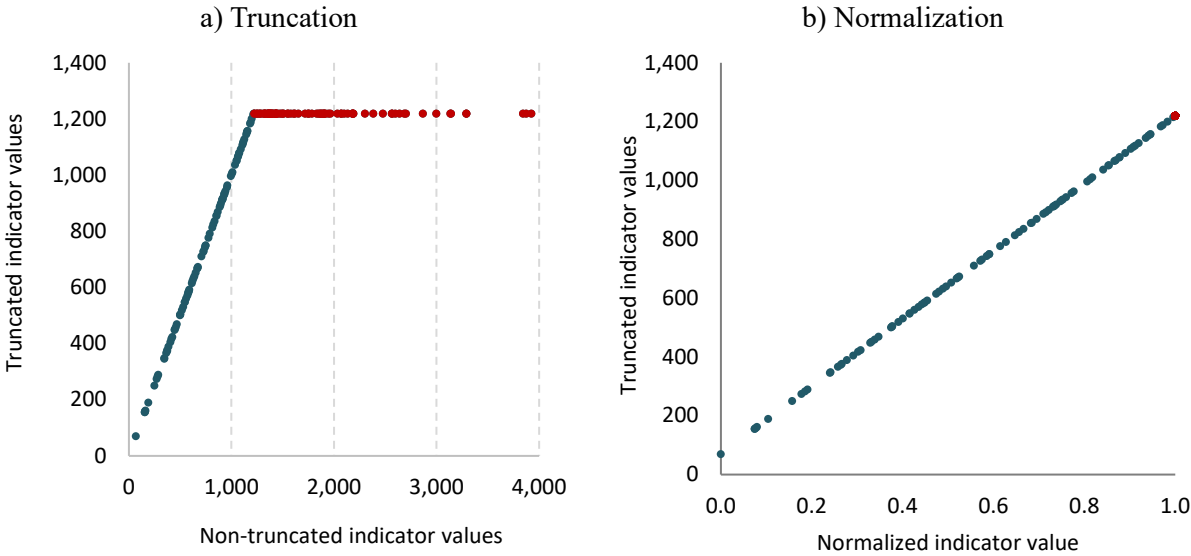 a) Truncation
1,400
1,200
1,000
800
600
400
200
0
Truncated indicator values
0 1,000 2,000 3,000 4,000
Non-truncated indicator values
b) Normalization
1,400
1,200
1,000
800
600
400
200
0
Truncated indicator values
0.0 0.2 0.4 0.6 0.8 1.0
Normalized indicator value